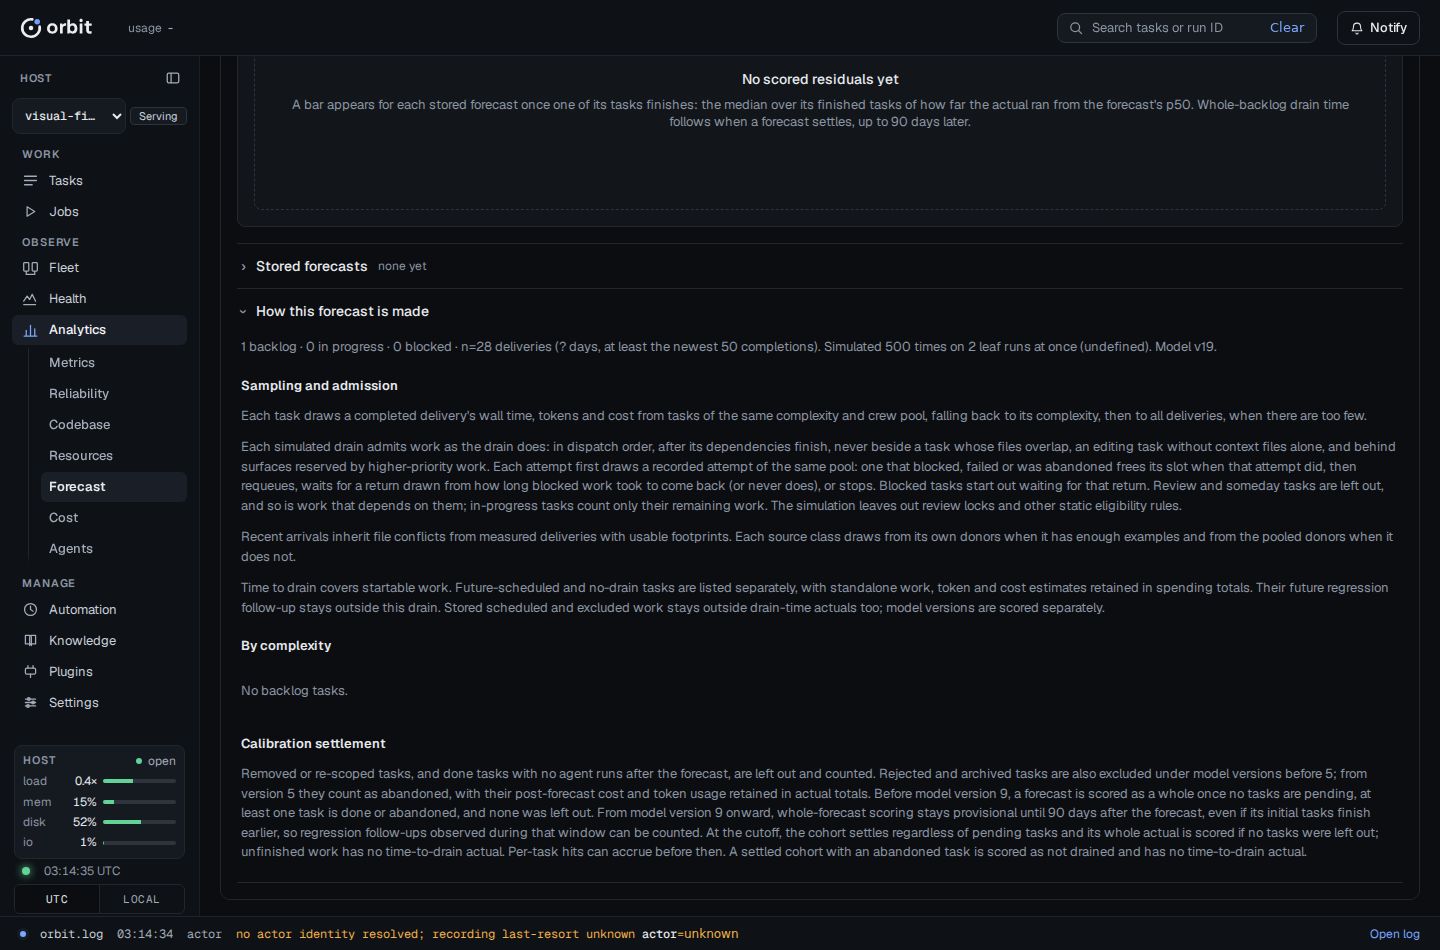 orbit
usage -
Search tasks or run ID
Clear
Notify
HOST
visual-fi…
Serving
WORK
Tasks
Jobs
OBSERVE
Fleet
Health
Analytics
Metrics
Reliability
Codebase
Resources
Forecast
Cost
Agents
MANAGE
Automation
Knowledge
Plugins
Settings
HOST
open
load 0.4×
mem 15%
disk 52%
io 1%
03:14:35 UTC
UTC
LOCAL
No scored residuals yet
A bar appears for each stored forecast once one of its tasks finishes: the median over its finished tasks of how far the actual ran from the forecast's p50. Whole-backlog drain time
follows when a forecast settles, up to 90 days later.
Stored forecasts none yet
How this forecast is made
1 backlog · 0 in progress · 0 blocked · n=28 deliveries (? days, at least the newest 50 completions). Simulated 500 times on 2 leaf runs at once (undefined). Model v19.
Sampling and admission
Each task draws a completed delivery's wall time, tokens and cost from tasks of the same complexity and crew pool, falling back to its complexity, then to all deliveries, when there are too few.
Each simulated drain admits work as the drain does: in dispatch order, after its dependencies finish, never beside a task whose files overlap, an editing task without context files alone, and behind
surfaces reserved by higher-priority work. Each attempt first draws a recorded attempt of the same pool: one that blocked, failed or was abandoned frees its slot when that attempt did, then
requeues, waits for a return drawn from how long blocked work took to come back (or never does), or stops. Blocked tasks start out waiting for that return. Review and someday tasks are left out,
and so is work that depends on them; in-progress tasks count only their remaining work. The simulation leaves out review locks and other static eligibility rules.
Recent arrivals inherit file conflicts from measured deliveries with usable footprints. Each source class draws from its own donors when it has enough examples and from the pooled donors when it
does not.
Time to drain covers startable work. Future-scheduled and no-drain tasks are listed separately, with standalone work, token and cost estimates retained in spending totals. Their future regression
follow-up stays outside this drain. Stored scheduled and excluded work stays outside drain-time actuals too; model versions are scored separately.
By complexity
No backlog tasks.
Calibration settlement
Removed or re-scoped tasks, and done tasks with no agent runs after the forecast, are left out and counted. Rejected and archived tasks are also excluded under model versions before 5; from
version 5 they count as abandoned, with their post-forecast cost and token usage retained in actual totals. Before model version 9, a forecast is scored as a whole once no tasks are pending, at
least one task is done or abandoned, and none was left out. From model version 9 onward, whole-forecast scoring stays provisional until 90 days after the forecast, even if its initial tasks finish
earlier, so regression follow-ups observed during that window can be counted. At the cutoff, the cohort settles regardless of pending tasks and its whole actual is scored if no tasks were left out;
unfinished work has no time-to-drain actual. Per-task hits can accrue before then. A settled cohort with an abandoned task is scored as not drained and has no time-to-drain actual.
orbit.log 03:14:34 actor no actor identity resolved; recording last-resort unknown actor=unknown
Open log